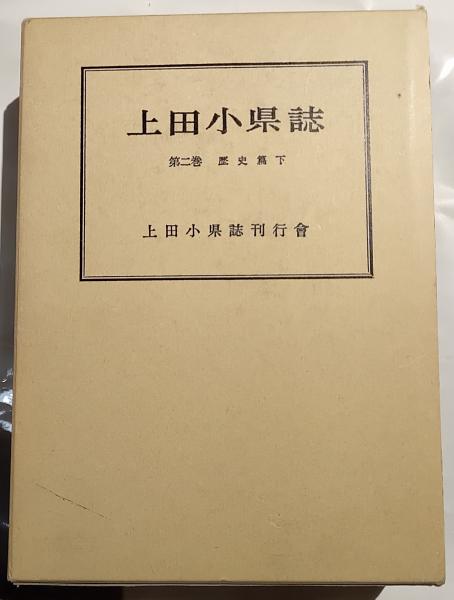 上田小県誌
第二巻 歴史篇下
上田小県誌刊行會